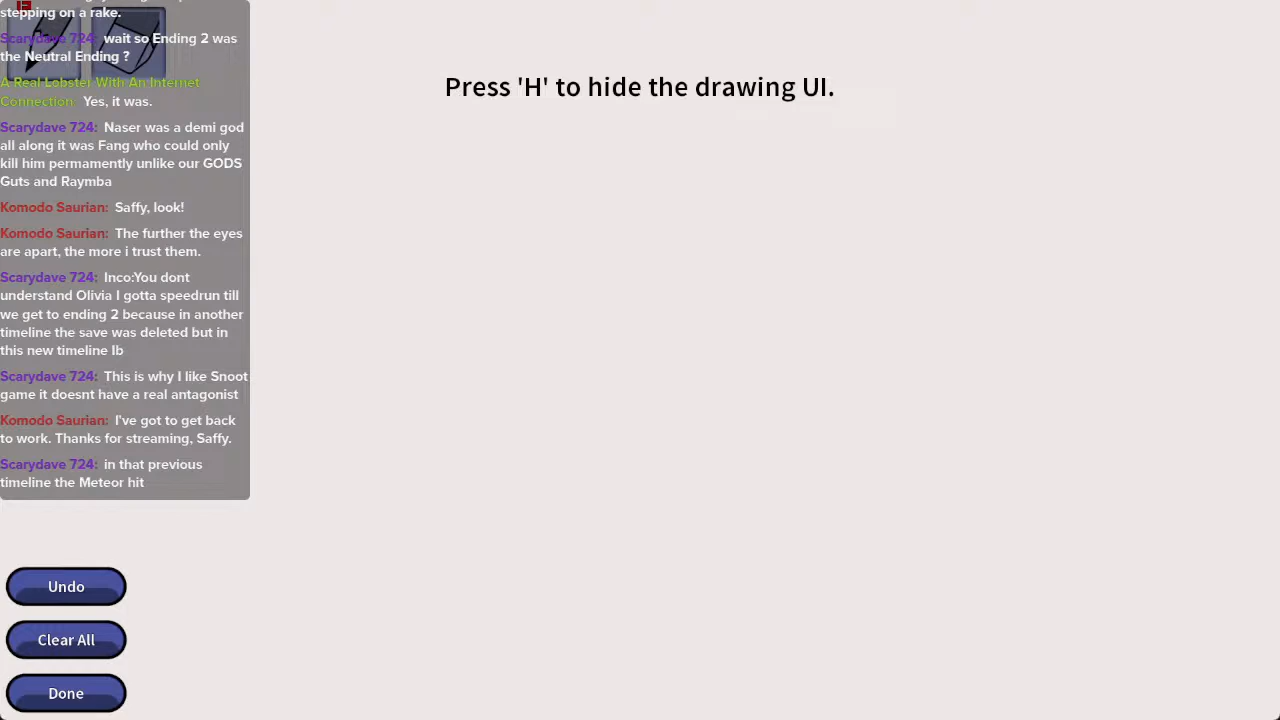 stepping on a rake.
Scarydave 724: wait so Ending 2 was
the Neutral Ending ?
A Real Lobster With An Internet
Connection: Yes, it was.
Scarydave 724: Naser was a demi god
all along it was Fang who could only
kill him permamently unlike our GODS
Guts and Raymba
Komodo Saurian: Saffy, look!
Komodo Saurian: The further the eyes
are apart, the more i trust them.
Scarydave 724: Inco:You dont
understand Olivia I gotta speedrun till
we get to ending 2 because in another
timeline the save was deleted but in
this new timeline Ib
Scarydave 724: This is why I like Snoot
game it doesnt have a real antagonist
Komodo Saurian: I've got to get back
to work. Thanks for streaming, Saffy.
Scarydave 724: in that previous
timeline the Meteor hit
Press 'H' to hide the drawing UI.
Undo
Clear All
Done